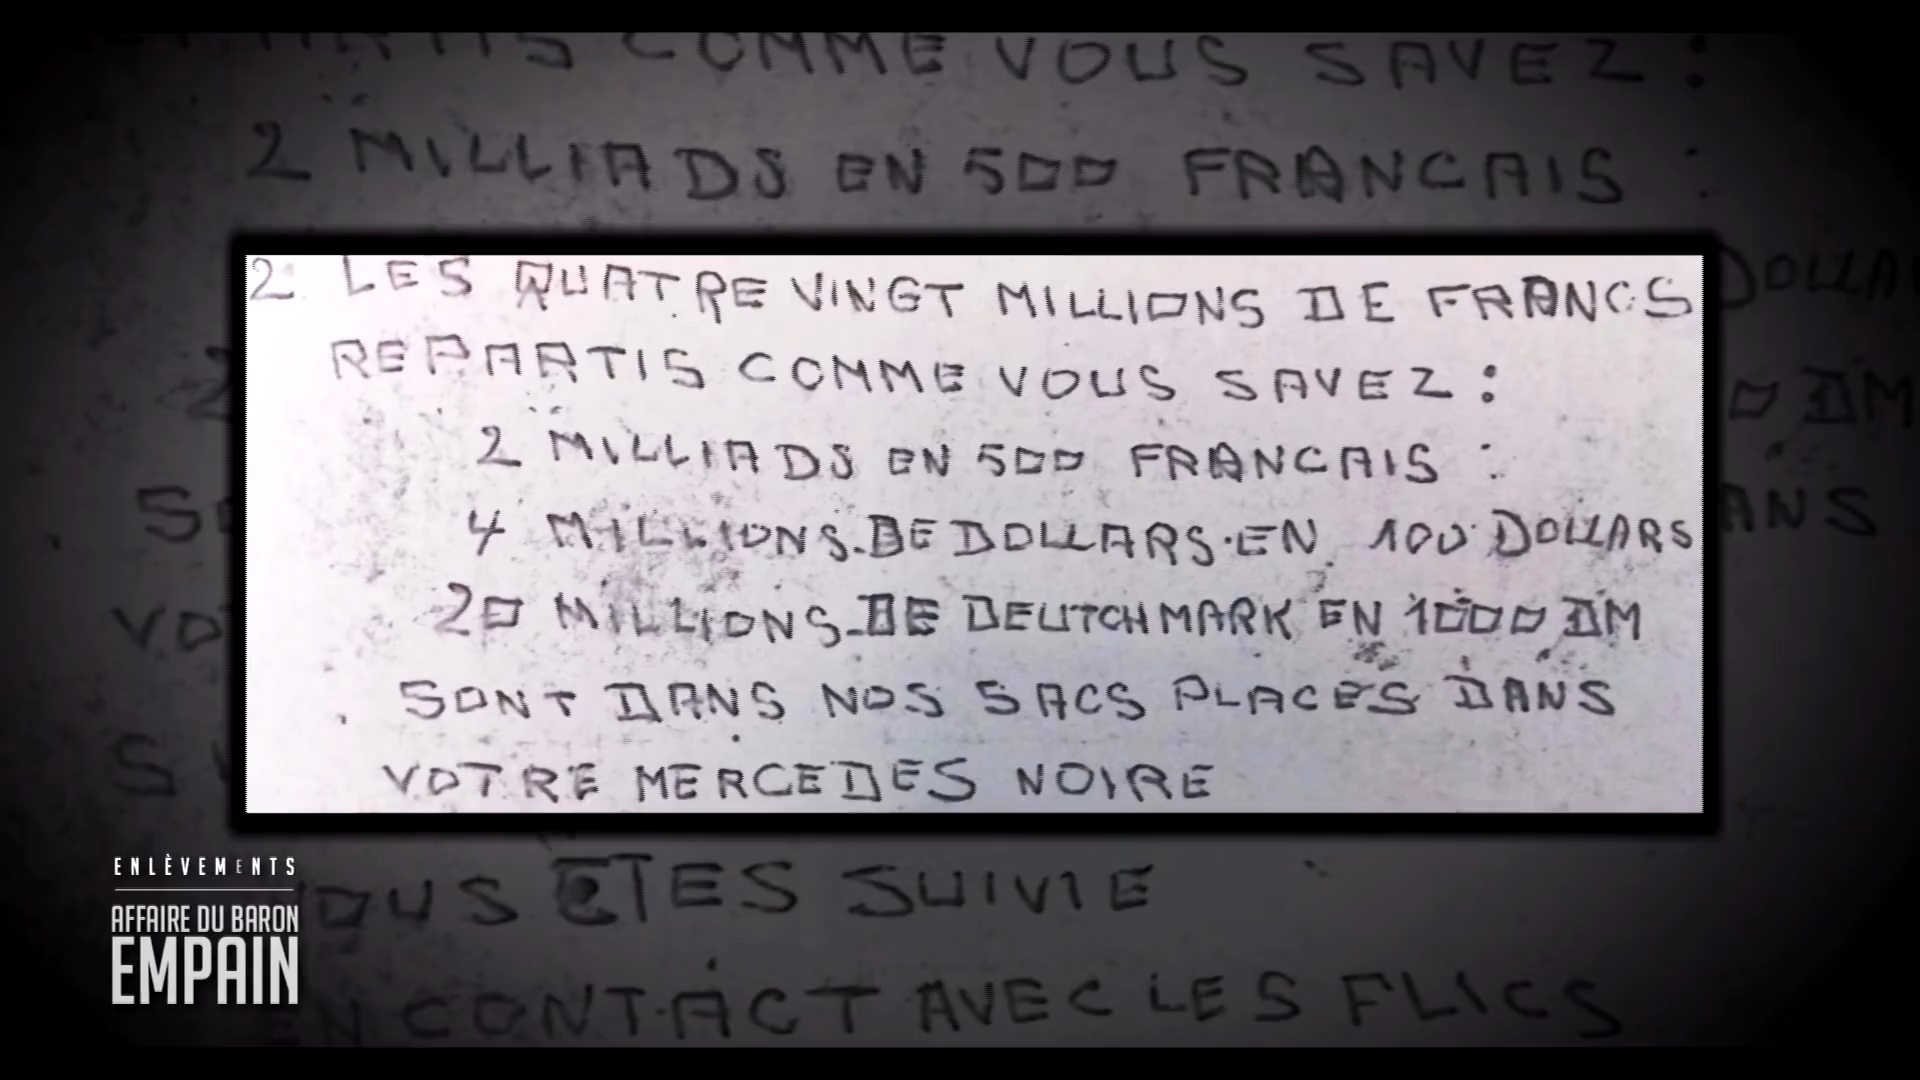 REPARTIS COMME VOUS SAVEZ :
2 MILLIADS EN 500 FRANCAIS :
2 LES QUATRE VINGT MILLIONS DE FRANCS
REPARTIS COMME VOUS SAVEZ :
2 MILLIADS EN 500 FRANCAIS :
4 MILLIONS.DE DOLLARS.EN 100 DOLLARS
20 MILLIONS.DE DEUTCHMARK EN 1000 DM
SONT DANS NOS SACS PLACES DANS
VOTRE MERCEDES NOIRE
VOUS ETES SUIVIE
EN CONTACT AVEC LES FLICS
ENLÈVEMENTS
AFFAIRE DU BARON
EMPAIN